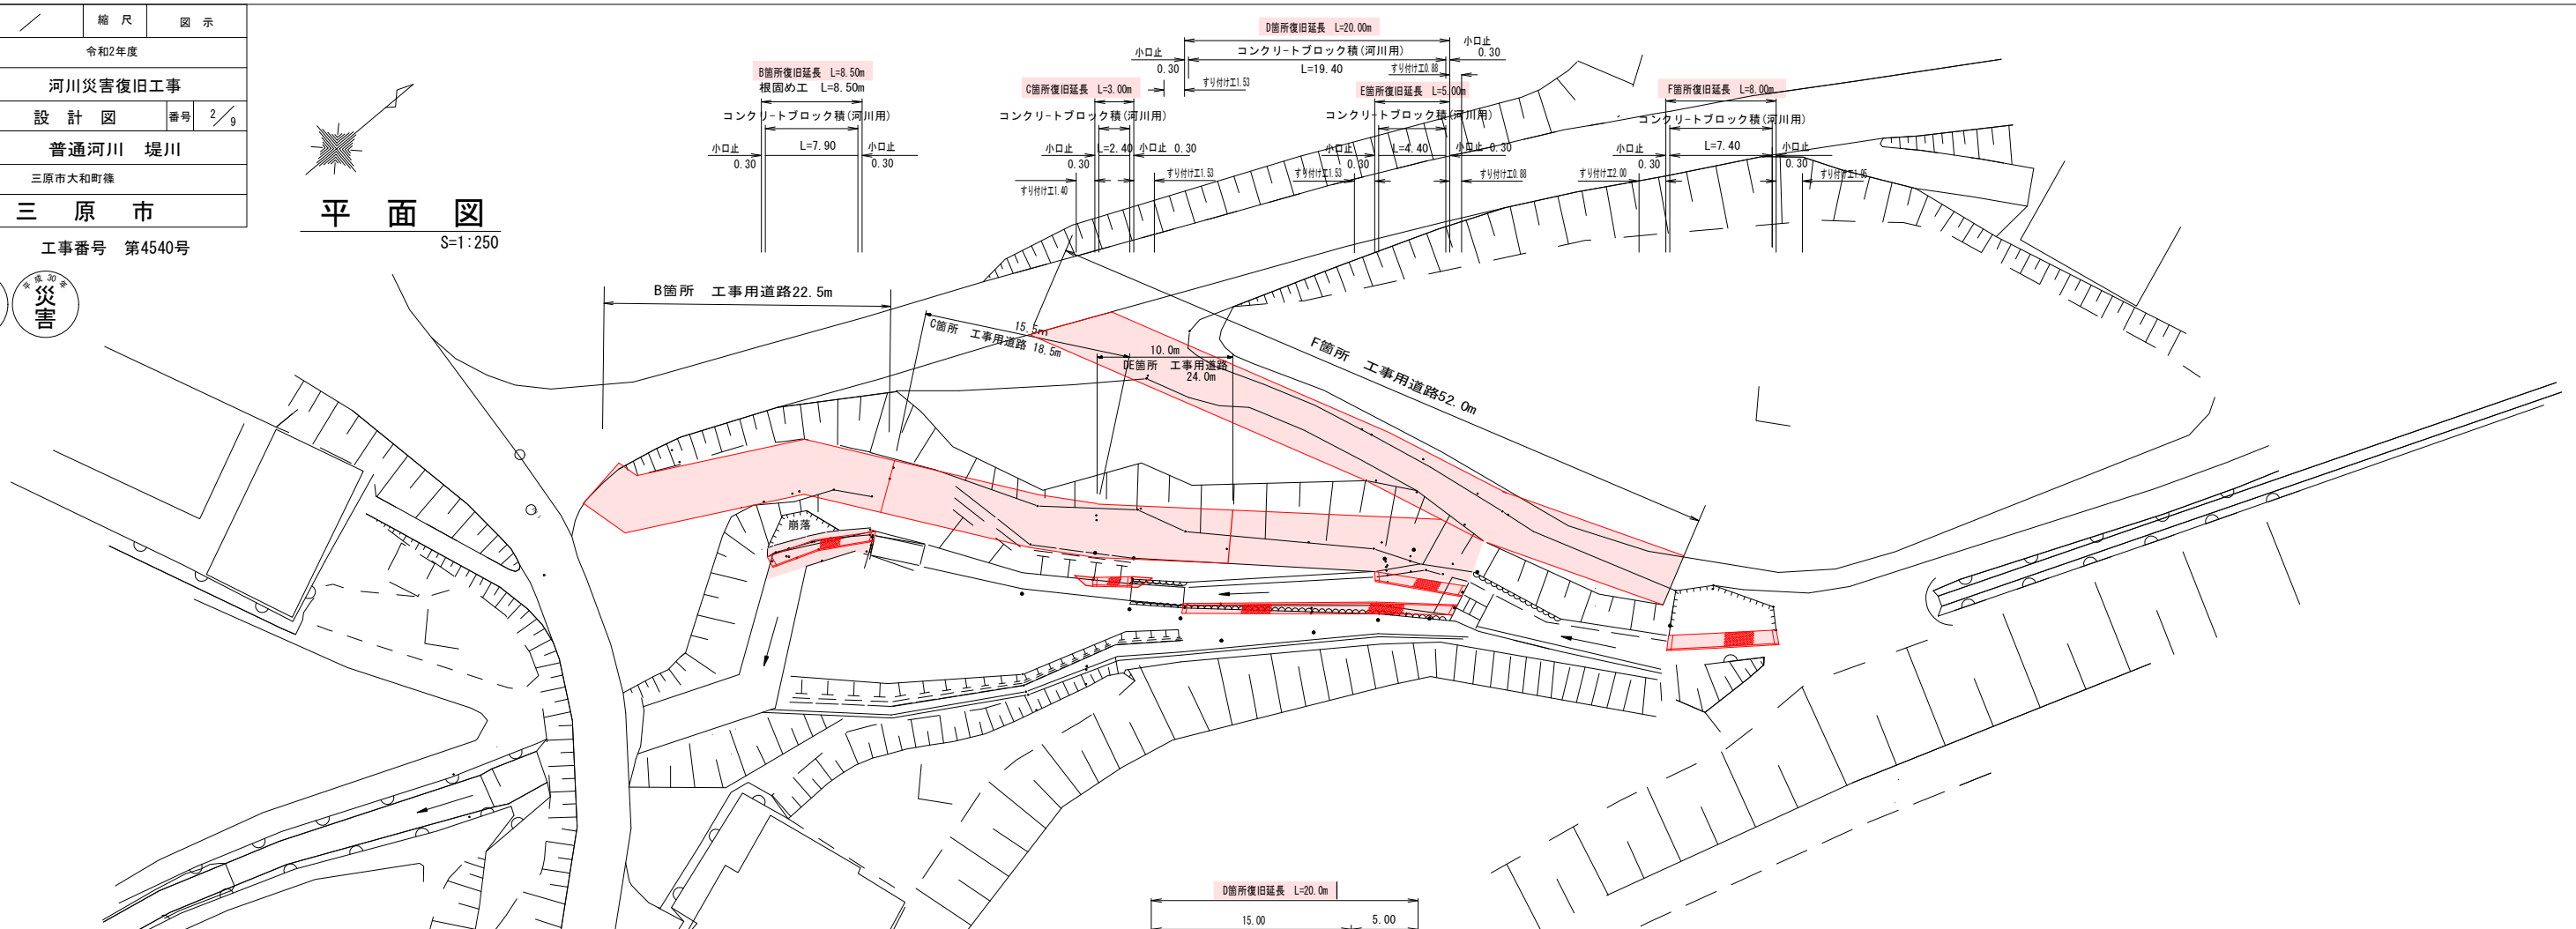 縮 尺
図 示
令和2年度
河川災害復旧工事
設 計 図
番号
2/9
普通河川 堤川
三原市大和町篠
三 原 市
工事番号 第4540号
平成30年
災害
平 面 図
S=1:250
B箇所復旧延長 L=8.50m
根固め工 L=8.50m
コンクリートブロック積(河川用)
小口止
0.30
L=7.90
小口止
0.30
C箇所復旧延長 L=3.00m
コンクリートブロック積(河川用)
小口止
0.30
L=2.40
小口止 0.30
すり付け工1.40
すり付け工1.53
D箇所復旧延長 L=20.00m
小口止
0.30
コンクリートブロック積(河川用)
L=19.40
小口止
0.30
すり付け工1.53
すり付け工0.88
E箇所復旧延長 L=5.00m
コンクリートブロック積(河川用)
小口止
0.30
L=4.40
小口止 0.30
すり付け工1.53
すり付け工0.88
F箇所復旧延長 L=8.00m
コンクリートブロック積(河川用)
小口止
0.30
L=7.40
小口止
0.30
すり付け工2.00
すり付け工1.95
B箇所 工事用道路22.5m
15.5m
C箇所 工事用道路 18.5m
10.0m
DE箇所 工事用道路
24.0m
F箇所 工事用道路52.0m
崩落
D箇所復旧延長 L=20.0m
15.00
5.00